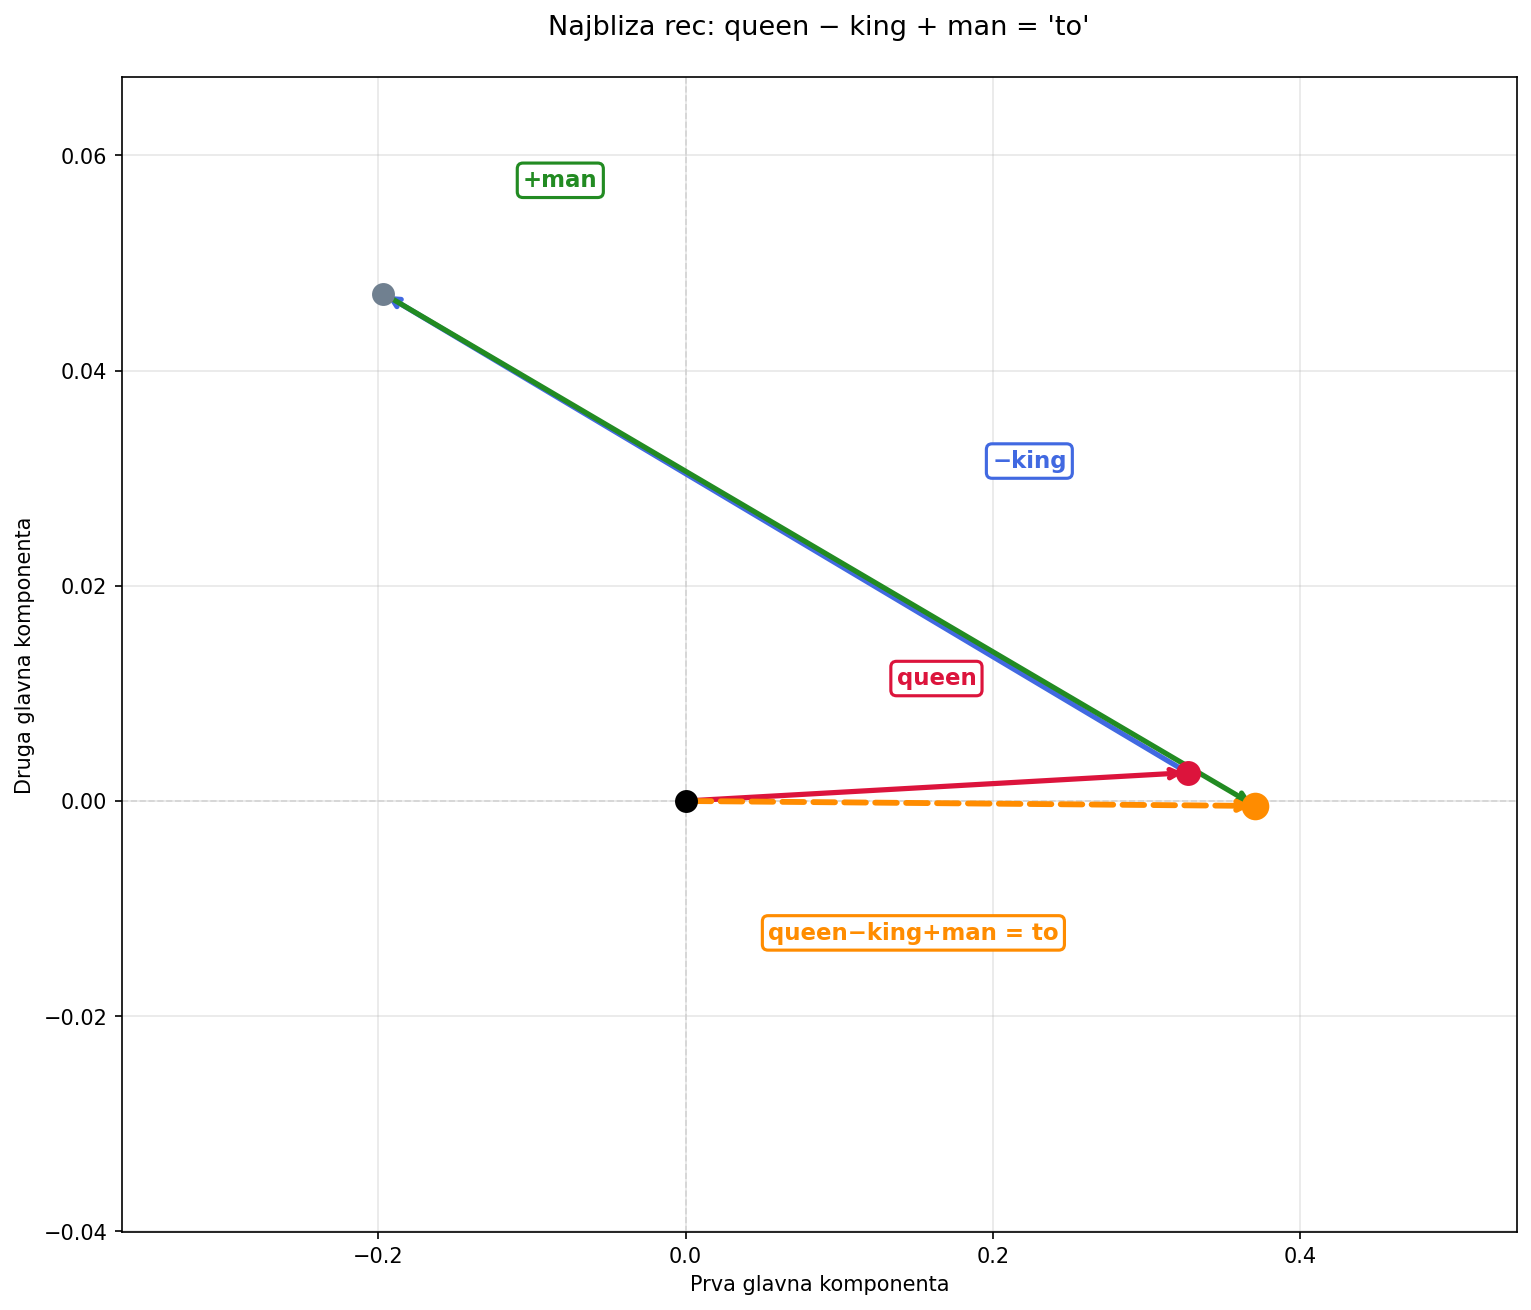 Najbliza rec: queen − king + man = 'to'
0.06
0.04
0.02
0.00
−0.02
−0.04
Druga glavna komponenta
+man
−king
queen
queen−king+man = to
−0.2
0.0
0.2
0.4
Prva glavna komponenta